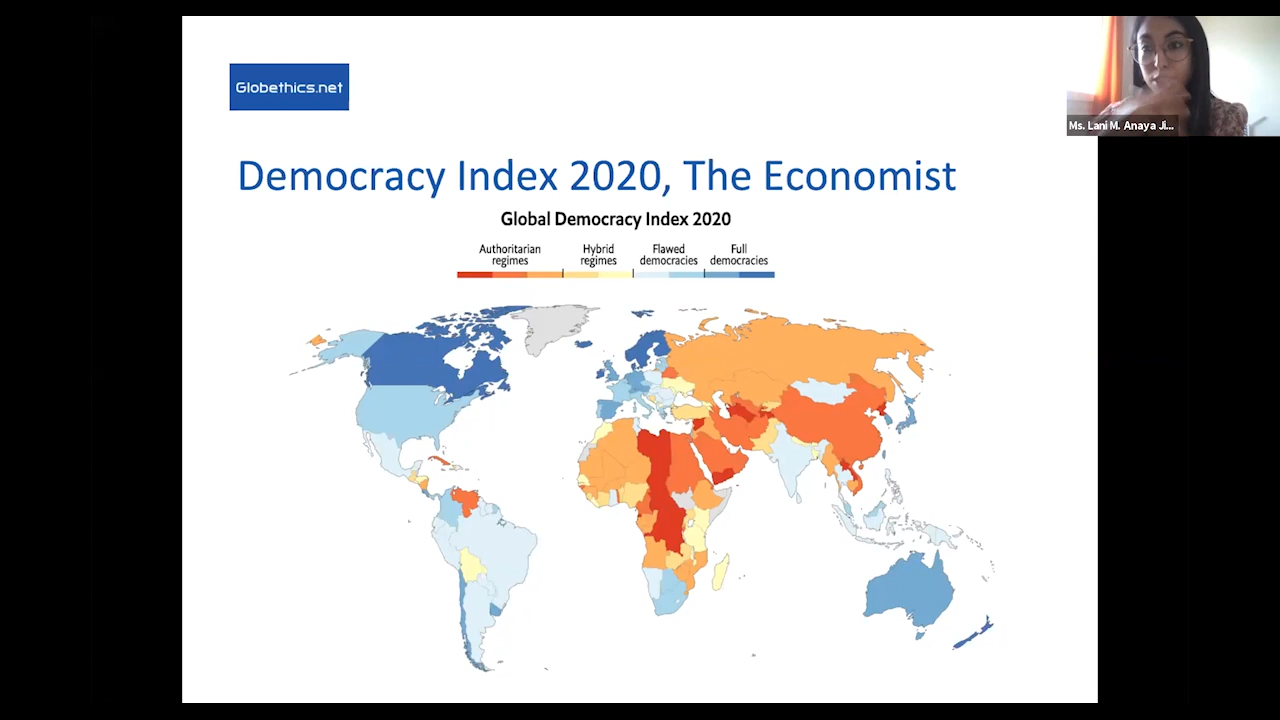 Globethics.net
Ms. Lani M. Anaya Ji...
Democracy Index 2020, The Economist
Global Democracy Index 2020
Authoritarian regimes
Hybrid regimes
Flawed democracies
Full democracies